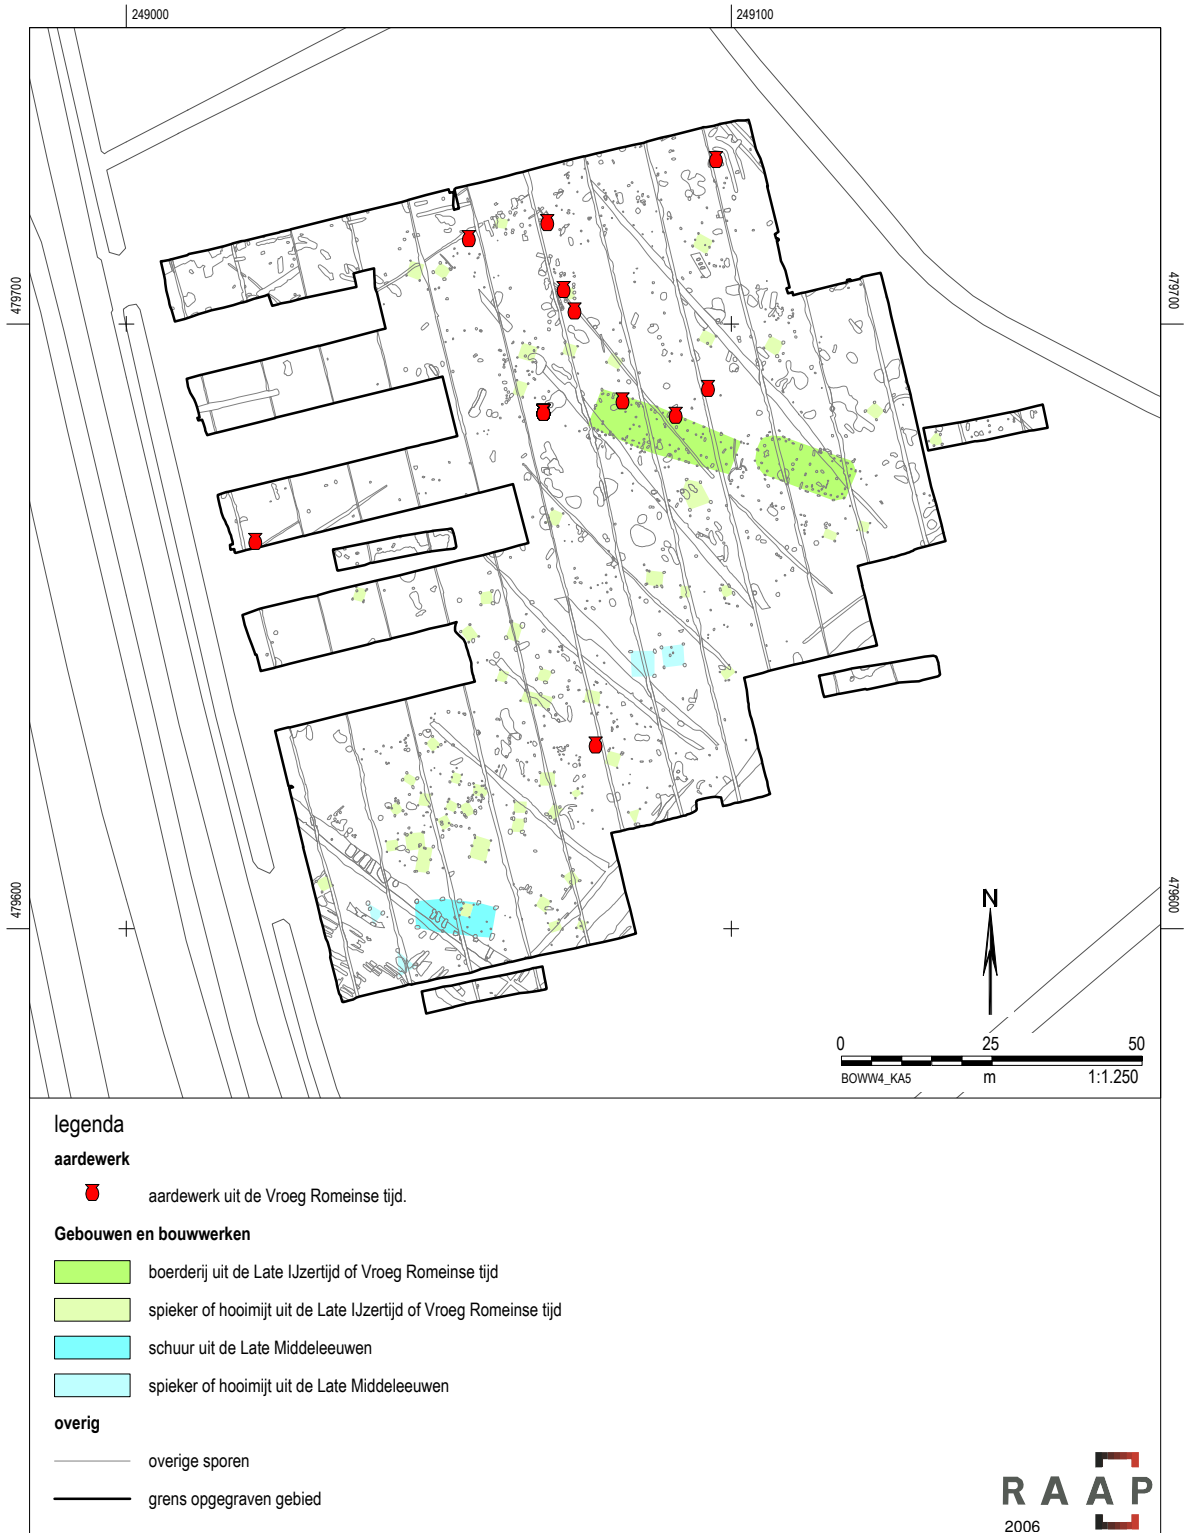 249000
249100
479700
479700
479600
479600
N
0 25 50
BOWW4_KA5 m 1:1.250
legenda
aardewerk
aardewerk uit de Vroeg Romeinse tijd.
Gebouwen en bouwwerken
boerderij uit de Late IJzertijd of Vroeg Romeinse tijd
spieker of hooimijt uit de Late IJzertijd of Vroeg Romeinse tijd
schuur uit de Late Middeleeuwen
spieker of hooimijt uit de Late Middeleeuwen
overig
overige sporen
grens opgegraven gebied
RAAP
2006